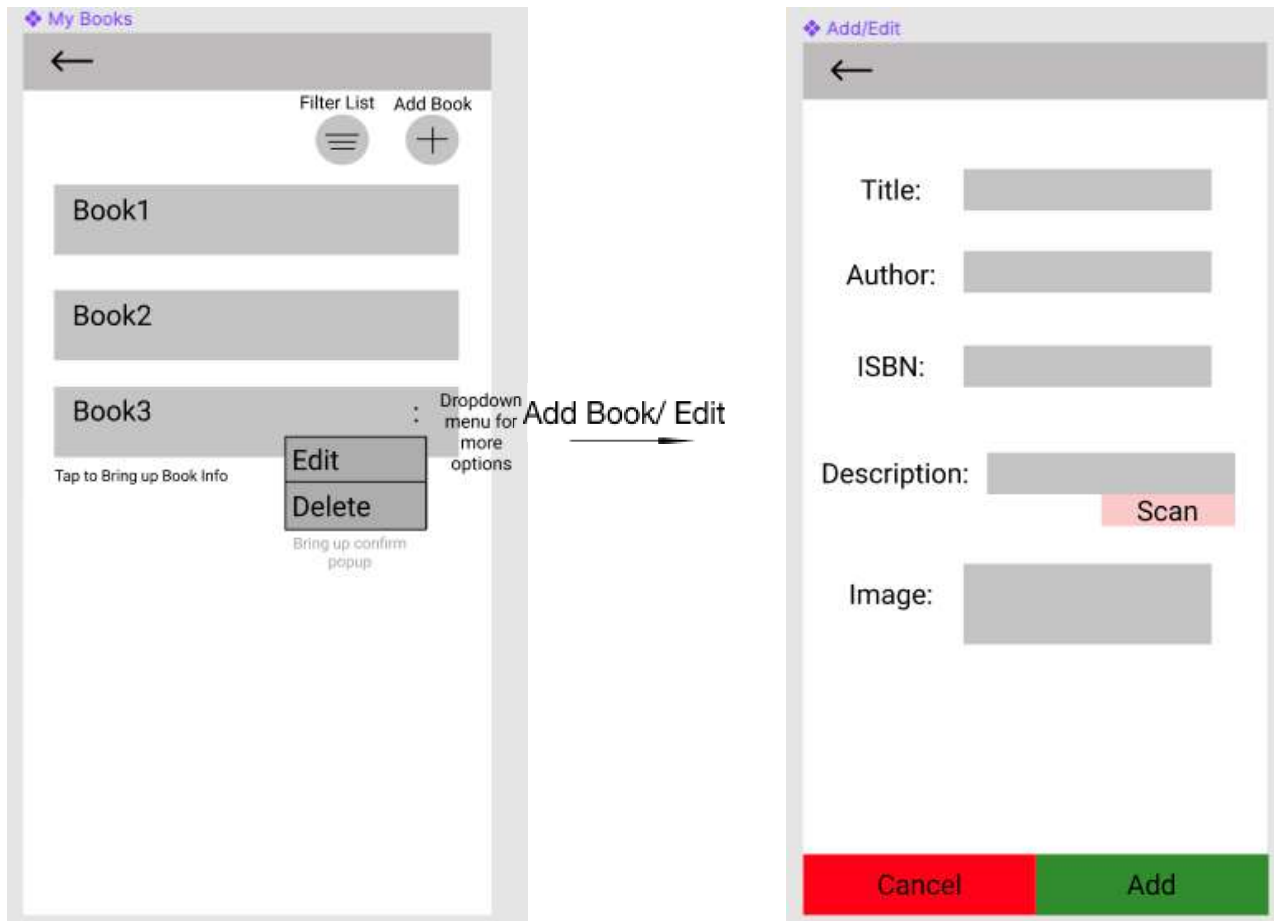 My Books
Filter List
Add Book
Book1
Book2
Book3
:
Dropdown
menu for
more
options
Edit
Delete
Tap to Bring up Book Info
Bring up confirm
popup
Add Book/ Edit
Add/Edit
Title:
Author:
ISBN:
Description:
Scan
Image:
Cancel
Add